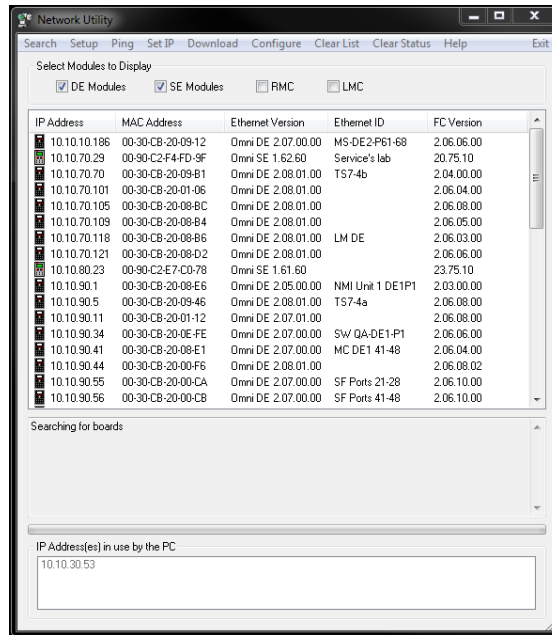 Network Utility
Search Setup Ping Set IP Download Configure Clear List Clear Status Help Exit
Select Modules to Display
DE Modules SE Modules RMC LMC
IP Address MAC Address Ethernet Version Ethernet ID FC Version
10.10.10.186 00-30-CB-20-09-12 Omni DE 2.07.00.00 MS-DE2-P61-68 2.06.06.00
10.10.70.29 00-90-C2-F4-FD-9F Omni SE 1.62.60 Service's lab 20.75.10
10.10.70.70 00-30-CB-20-09-B1 Omni DE 2.08.01.00 TS7-4b 2.04.00.00
10.10.70.101 00-30-CB-20-01-06 Omni DE 2.08.01.00 2.06.04.00
10.10.70.105 00-30-CB-20-08-BC Omni DE 2.08.01.00 2.06.08.00
10.10.70.109 00-30-CB-20-08-B4 Omni DE 2.08.01.00 2.06.05.00
10.10.70.118 00-30-CB-20-08-B6 Omni DE 2.08.01.00 LM DE 2.06.03.00
10.10.70.121 00-30-CB-20-08-D2 Omni DE 2.08.01.00 2.06.06.00
10.10.80.23 00-90-C2-E7-C0-78 Omni SE 1.61.60 23.75.10
10.10.90.1 00-30-CB-20-08-E6 Omni DE 2.05.00.00 NMI Unit 1 DE1P1 2.03.00.00
10.10.90.5 00-30-CB-20-09-46 Omni DE 2.08.01.00 TS7-4a 2.06.08.00
10.10.90.11 00-30-CB-20-01-12 Omni DE 2.07.01.00 2.06.08.00
10.10.90.34 00-30-CB-20-0E-FE Omni DE 2.07.00.00 SW QA-DE1-P1 2.06.06.00
10.10.90.41 00-30-CB-20-08-E1 Omni DE 2.07.00.00 MC DE1 41-48 2.06.04.00
10.10.90.44 00-30-CB-20-00-F6 Omni DE 2.08.01.00 2.06.08.02
10.10.90.55 00-30-CB-20-00-CA Omni DE 2.07.00.00 SF Ports 21-28 2.06.10.00
10.10.90.56 00-30-CB-20-00-CB Omni DE 2.07.00.00 SF Ports 41-48 2.06.10.00
Searching for boards
IP Address(es) in use by the PC
10.10.30.53